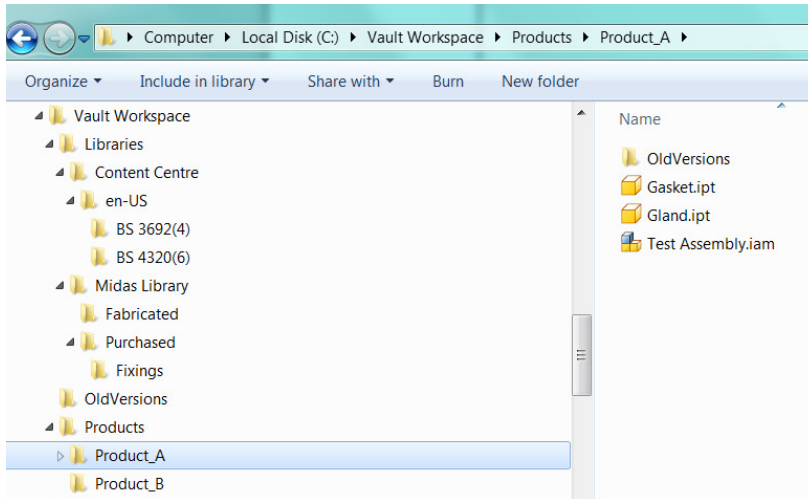 Computer Local Disk (C:) Vault Workspace Products Product_A
Organize Include in library Share with Burn New folder
Vault Workspace
Libraries
Content Centre
en-US
BS 3692(4)
BS 4320(6)
Midas Library
Fabricated
Purchased
Fixings
OldVersions
Products
Product_A
Product_B
Name
OldVersions
Gasket.ipt
Gland.ipt
Test Assembly.iam